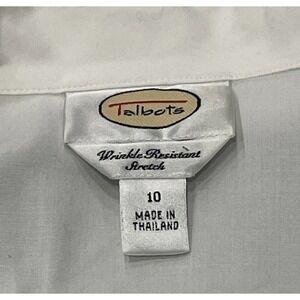 Talbots
Wrinkle Resistant
Stretch
10
MADE IN
THAILAND